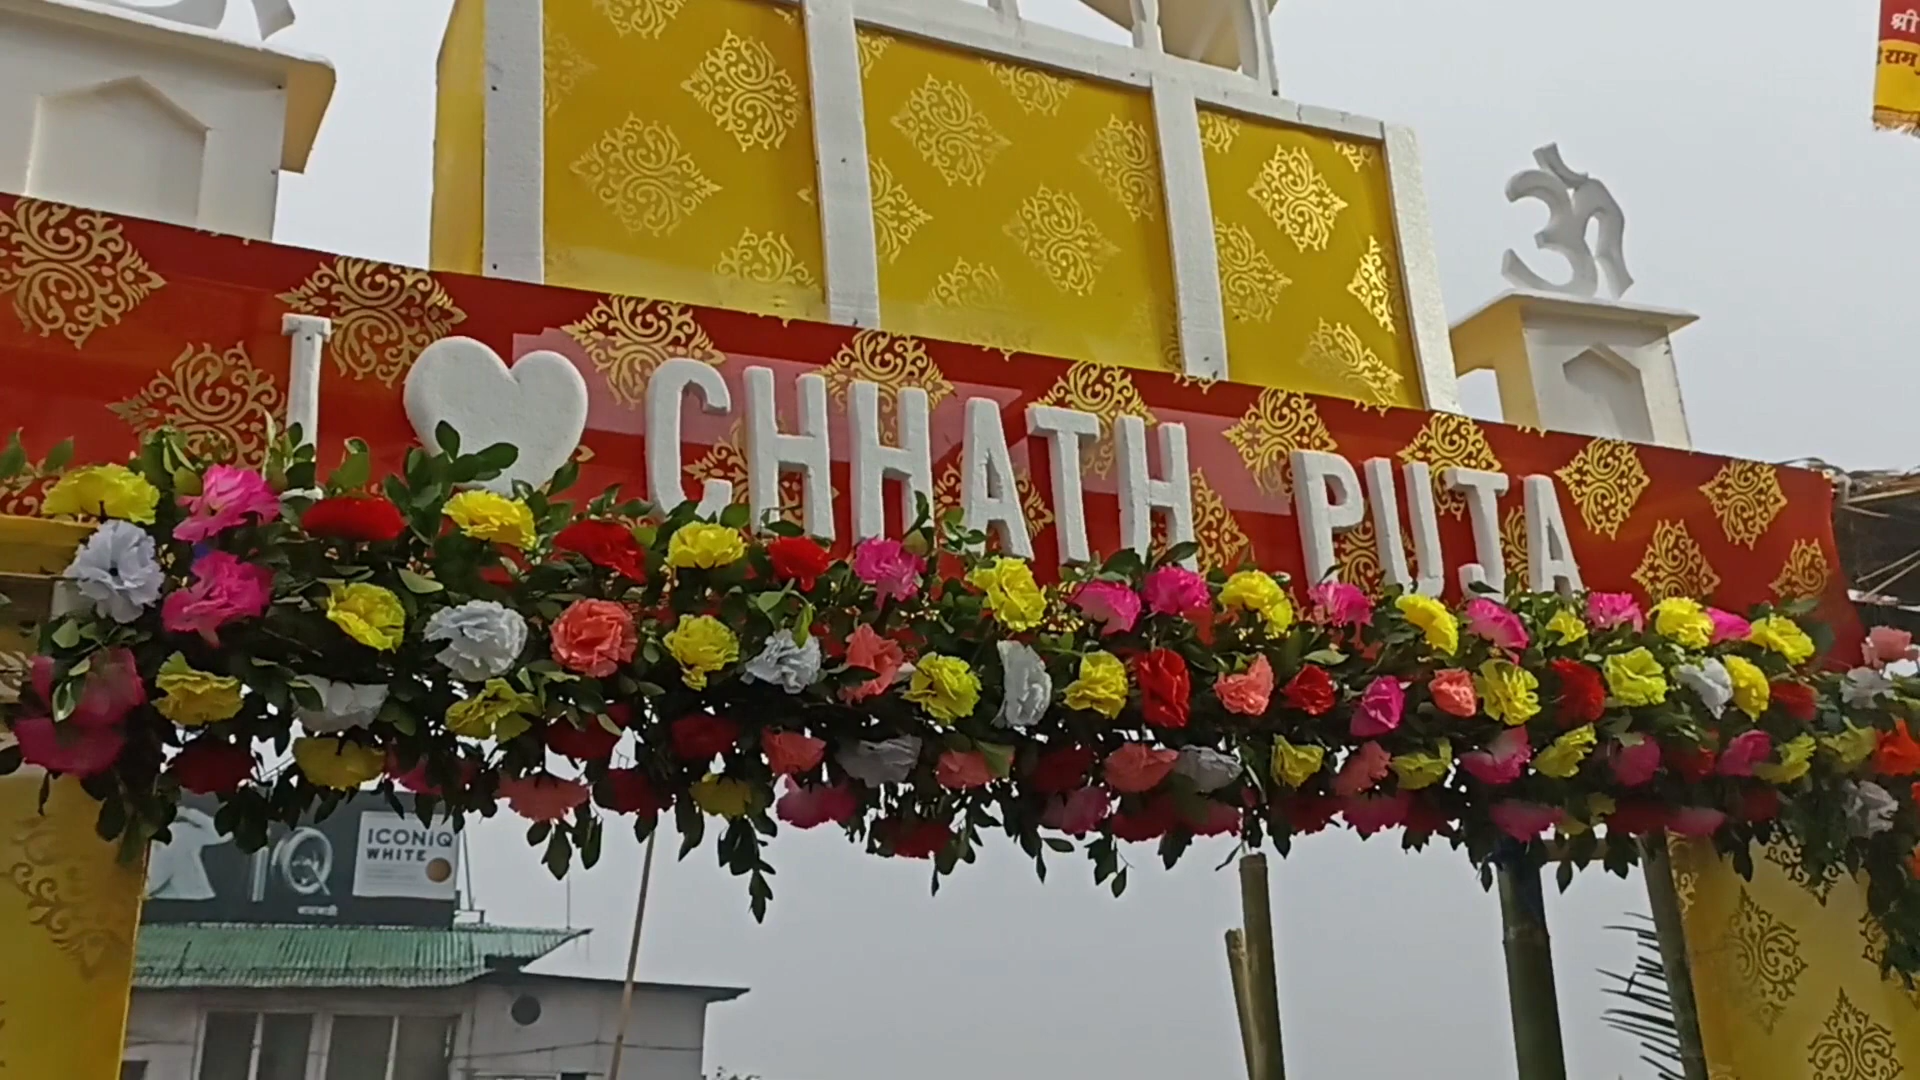 श्री
राम
ॐ
I ♥ CHHATH PUJA
ICONiQ
WHITE